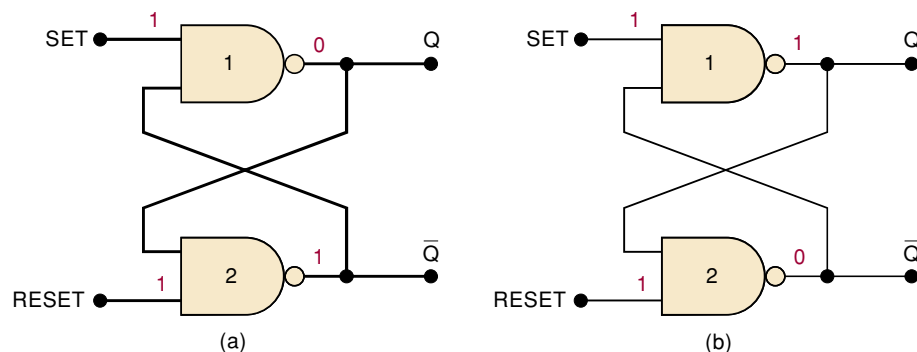 SET 1 1 0 Q
1 2 RESET 1 Q̅
(a)
SET 1 1 1 Q
RESET 1 2 0 Q̅
(b)